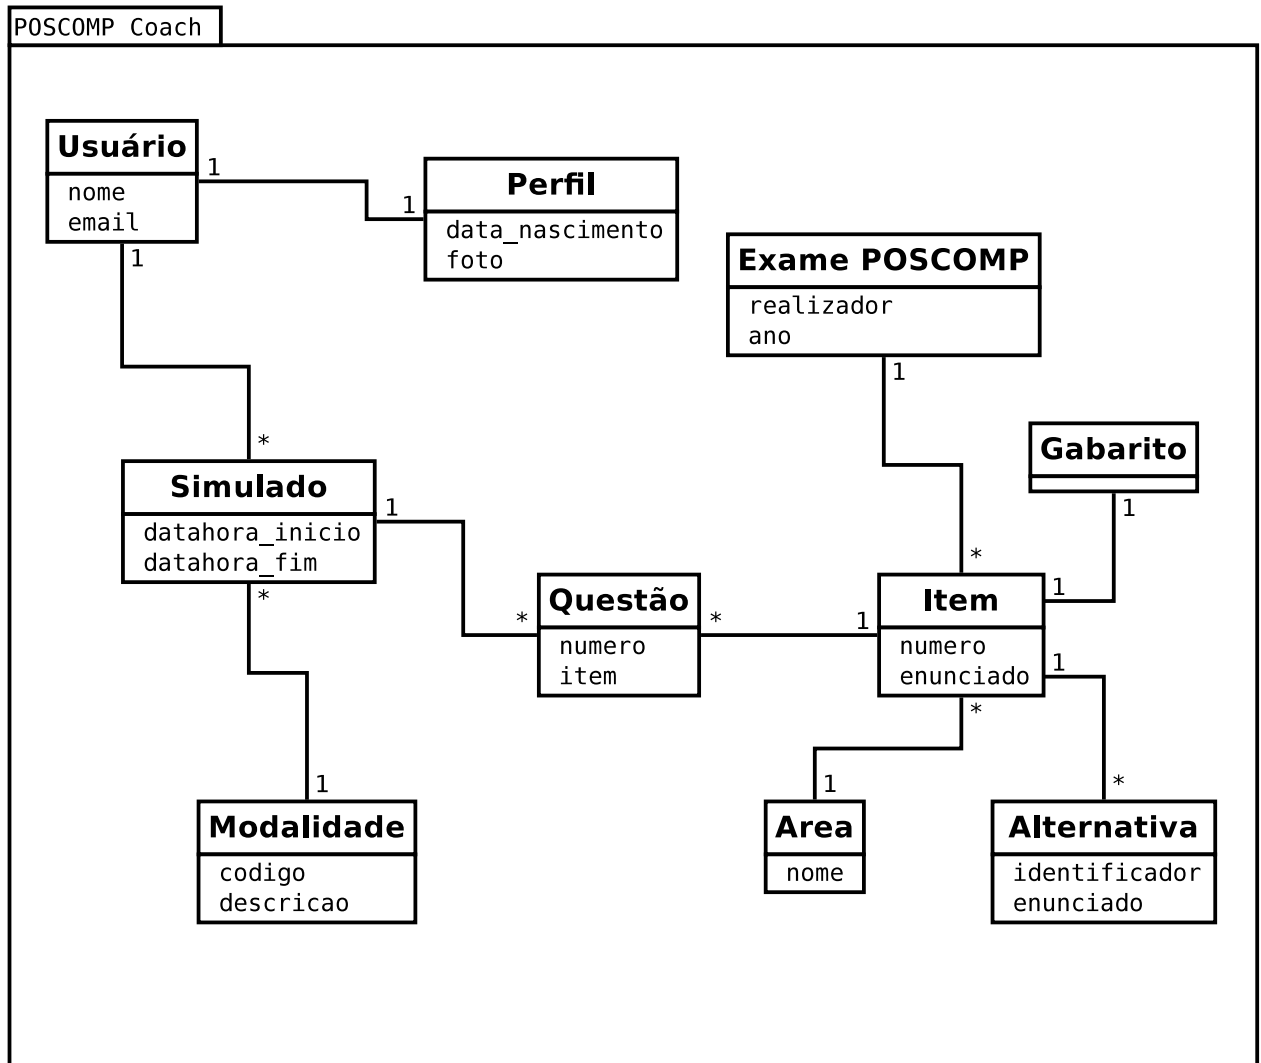 POSCOMP Coach
Usuário
nome
email
1
1
1
Perfil
data_nascimento
foto
Exame POSCOMP
realizador
ano
1
*
Gabarito
1
1
*
Simulado
datahora_inicio
datahora_fim
1
*
*
Questão
numero
item
*
1
Item
numero
enunciado
1
*
*
1
1
Modalidade
codigo
descricao
Area
nome
Alternativa
identificador
enunciado